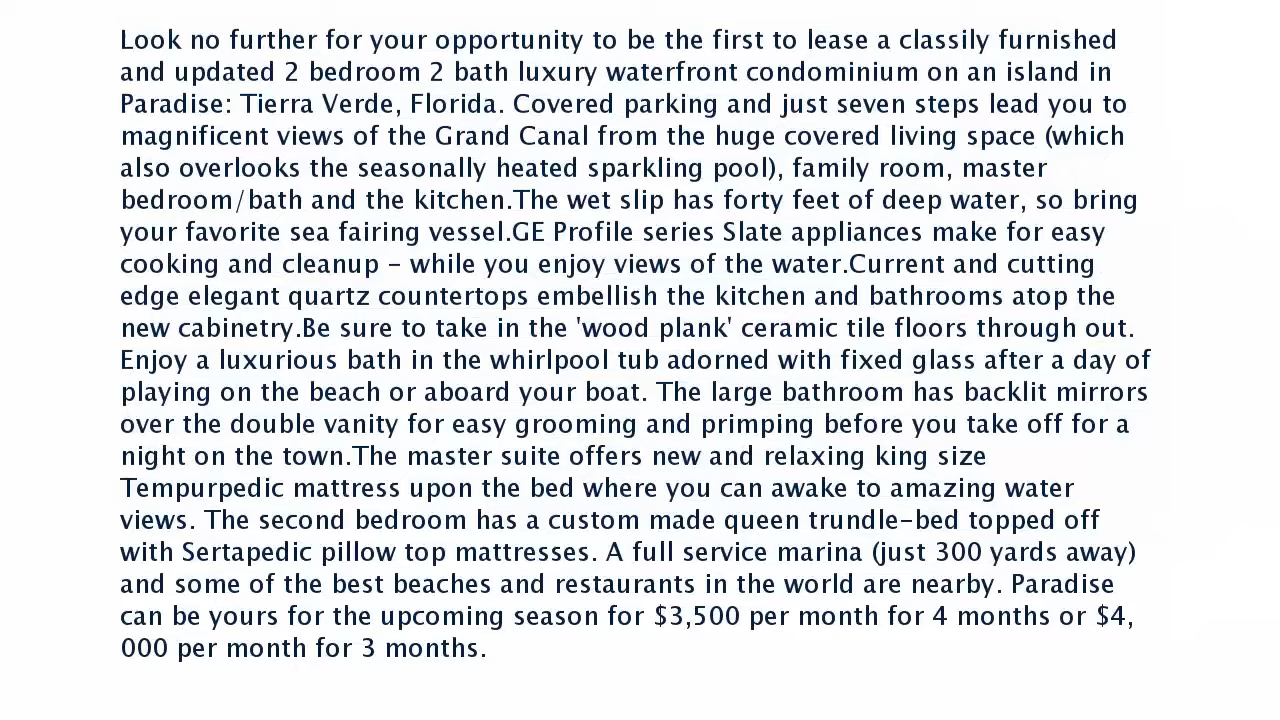 Look no further for your opportunity to be the first to lease a classily furnished
and updated 2 bedroom 2 bath luxury waterfront condominium on an island in
Paradise: Tierra Verde, Florida. Covered parking and just seven steps lead you to
magnificent views of the Grand Canal from the huge covered living space (which
also overlooks the seasonally heated sparkling pool), family room, master
bedroom/bath and the kitchen.The wet slip has forty feet of deep water, so bring
your favorite sea fairing vessel.GE Profile series Slate appliances make for easy
cooking and cleanup – while you enjoy views of the water.Current and cutting
edge elegant quartz countertops embellish the kitchen and bathrooms atop the
new cabinetry.Be sure to take in the 'wood plank' ceramic tile floors through out.
Enjoy a luxurious bath in the whirlpool tub adorned with fixed glass after a day of
playing on the beach or aboard your boat. The large bathroom has backlit mirrors
over the double vanity for easy grooming and primping before you take off for a
night on the town.The master suite offers new and relaxing king size
Tempurpedic mattress upon the bed where you can awake to amazing water
views. The second bedroom has a custom made queen trundle–bed topped off
with Sertapedic pillow top mattresses. A full service marina (just 300 yards away)
and some of the best beaches and restaurants in the world are nearby. Paradise
can be yours for the upcoming season for $3,500 per month for 4 months or $4,
000 per month for 3 months.